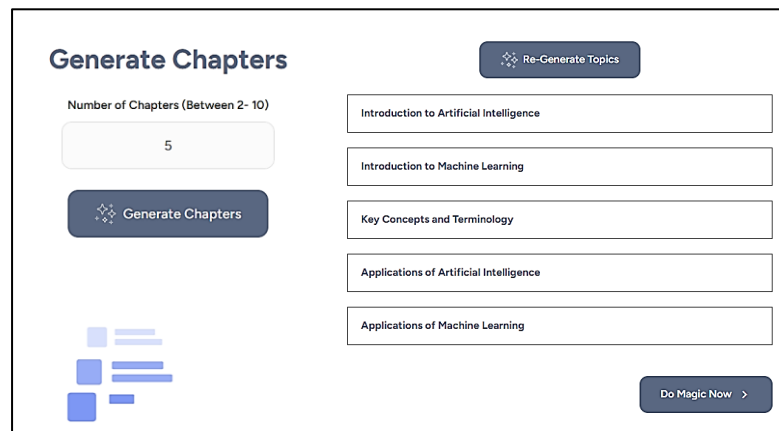 Generate Chapters
Number of Chapters (Between 2- 10)
5
Generate Chapters
Re-Generate Topics
Introduction to Artificial Intelligence
Introduction to Machine Learning
Key Concepts and Terminology
Applications of Artificial Intelligence
Applications of Machine Learning
Do Magic Now